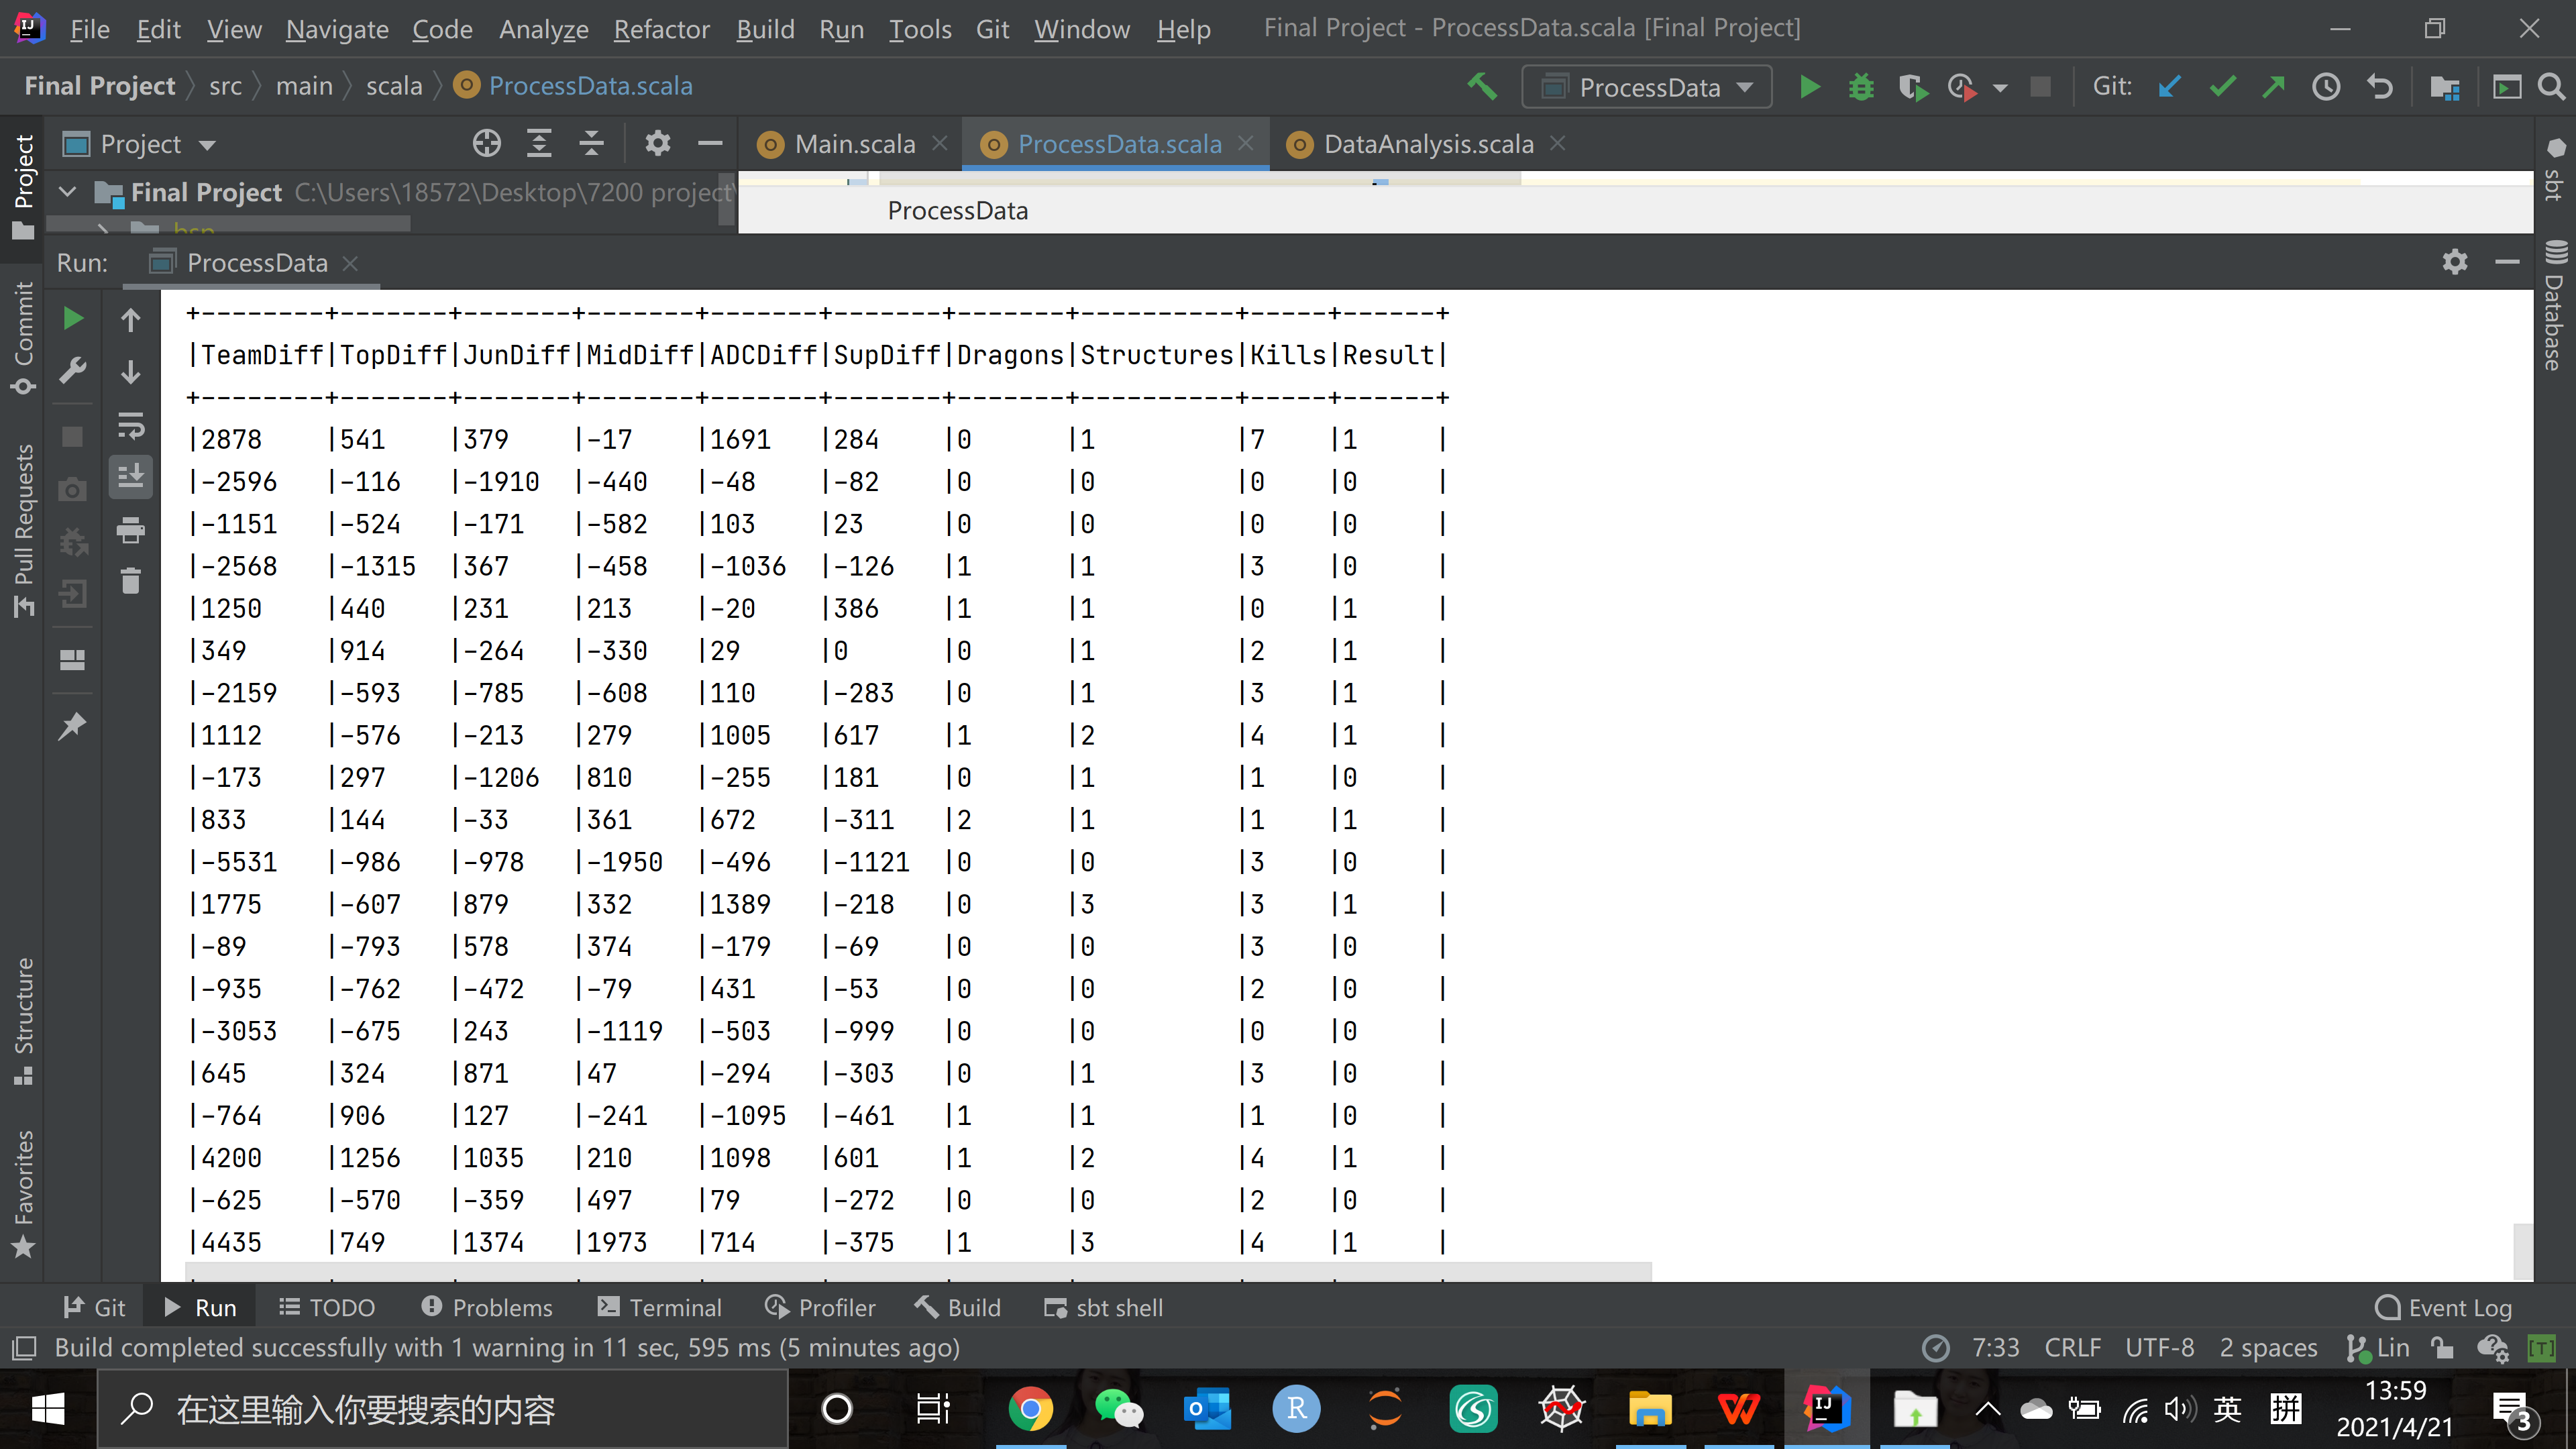 File Edit View Navigate Code Analyze Refactor Build Run Tools Git Window Help Final Project - ProcessData.scala [Final Project]
Final Project src main scala ProcessData.scala ProcessData Git:
Project Main.scala ProcessData.scala DataAnalysis.scala
Final Project C:\Users\18572\Desktop\7200 project\
ProcessData
Run: ProcessData
+--------+-------+-------+-------+-------+-------+-------+----------+-----+------+
|TeamDiff|TopDiff|JunDiff|MidDiff|ADCDiff|SupDiff|Dragons|Structures|Kills|Result|
+--------+-------+-------+-------+-------+-------+-------+----------+-----+------+
|2878    |541    |379    |-17    |1691   |284    |0      |1         |7    |1     |
|-2596   |-116   |-1910  |-440   |-48    |-82    |0      |0         |0    |0     |
|-1151   |-524   |-171   |-582   |103    |23     |0      |0         |0    |0     |
|-2568   |-1315  |367    |-458   |-1036  |-126   |1      |1         |3    |0     |
|1250    |440    |231    |213    |-20    |386    |1      |1         |0    |1     |
|349     |914    |-264   |-330   |29     |0      |0      |1         |2    |1     |
|-2159   |-593   |-785   |-608   |110    |-283   |0      |1         |3    |1     |
|1112    |-576   |-213   |279    |1005   |617    |1      |2         |4    |1     |
|-173    |297    |-1206  |810    |-255   |181    |0      |1         |1    |0     |
|833     |144    |-33    |361    |672    |-311   |2      |1         |1    |1     |
|-5531   |-986   |-978   |-1950  |-496   |-1121  |0      |0         |3    |0     |
|1775    |-607   |879    |332    |1389   |-218   |0      |3         |3    |1     |
|-89     |-793   |578    |374    |-179   |-69    |0      |0         |3    |0     |
|-935    |-762   |-472   |-79    |431    |-53    |0      |0         |2    |0     |
|-3053   |-675   |243    |-1119  |-503   |-999   |0      |0         |0    |0     |
|645     |324    |871    |47     |-294   |-303   |0      |1         |3    |0     |
|-764    |906    |127    |-241   |-1095  |-461   |1      |1         |1    |0     |
|4200    |1256   |1035   |210    |1098   |601    |1      |2         |4    |1     |
|-625    |-570   |-359   |497    |79     |-272   |0      |0         |2    |0     |
|4435    |749    |1374   |1973   |714    |-375   |1      |3         |4    |1     |
Project
Commit
Pull Requests
Structure
Favorites
sbt
Database
Git Run TODO Problems Terminal Profiler Build sbt shell Event Log
Build completed successfully with 1 warning in 11 sec, 595 ms (5 minutes ago) 7:33 CRLF UTF-8 2 spaces Lin [T]
在这里输入你要搜索的内容 英 拼 13:59
2021/4/21 3